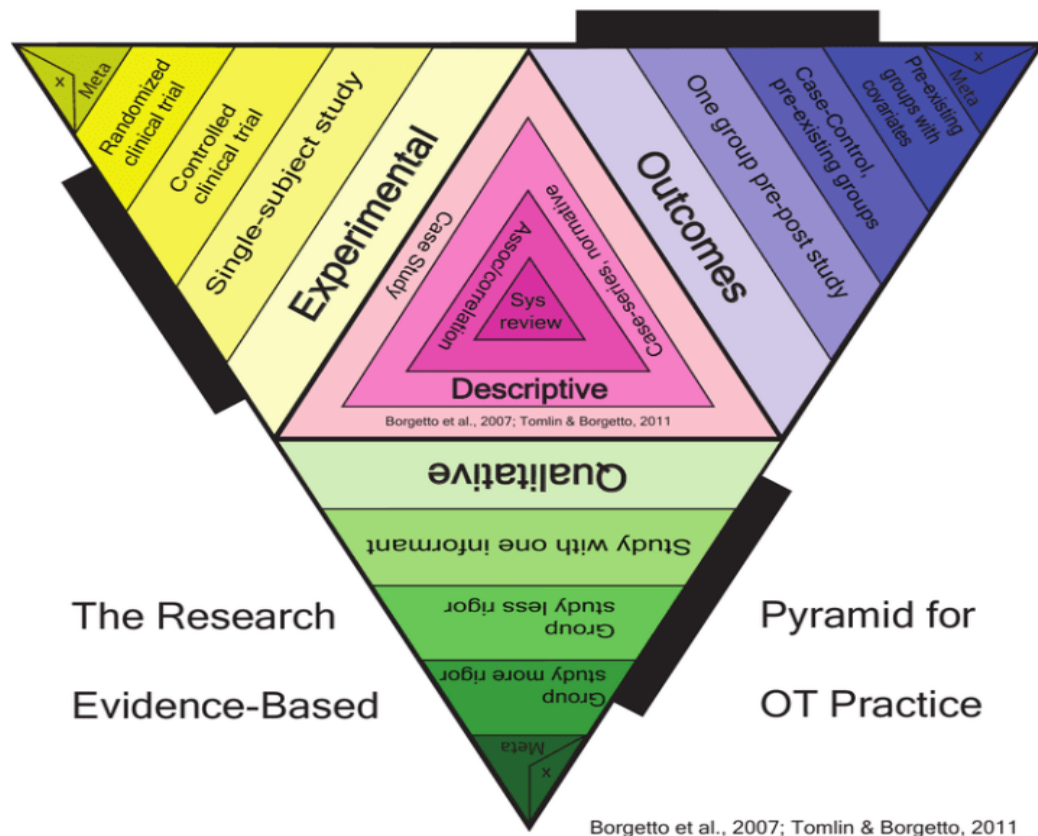 x
Meta
Randomized
clinical trial
Controlled
clinical trial
Single-subject study
Experimental
Outcomes
One group pre-post study
Case-Control,
pre-existing groups
Pre-existing
groups with
covariates
Meta
x
Case Study
Case-series, normative
Assoc/correlation
Sys
review
Descriptive
Borgetto et al., 2007; Tomlin & Borgetto, 2011
Qualitative
Study with one informant
Group
study less rigor
Group
study more rigor
Meta
x
The Research
Pyramid for
Evidence-Based
OT Practice
Borgetto et al., 2007; Tomlin & Borgetto, 2011